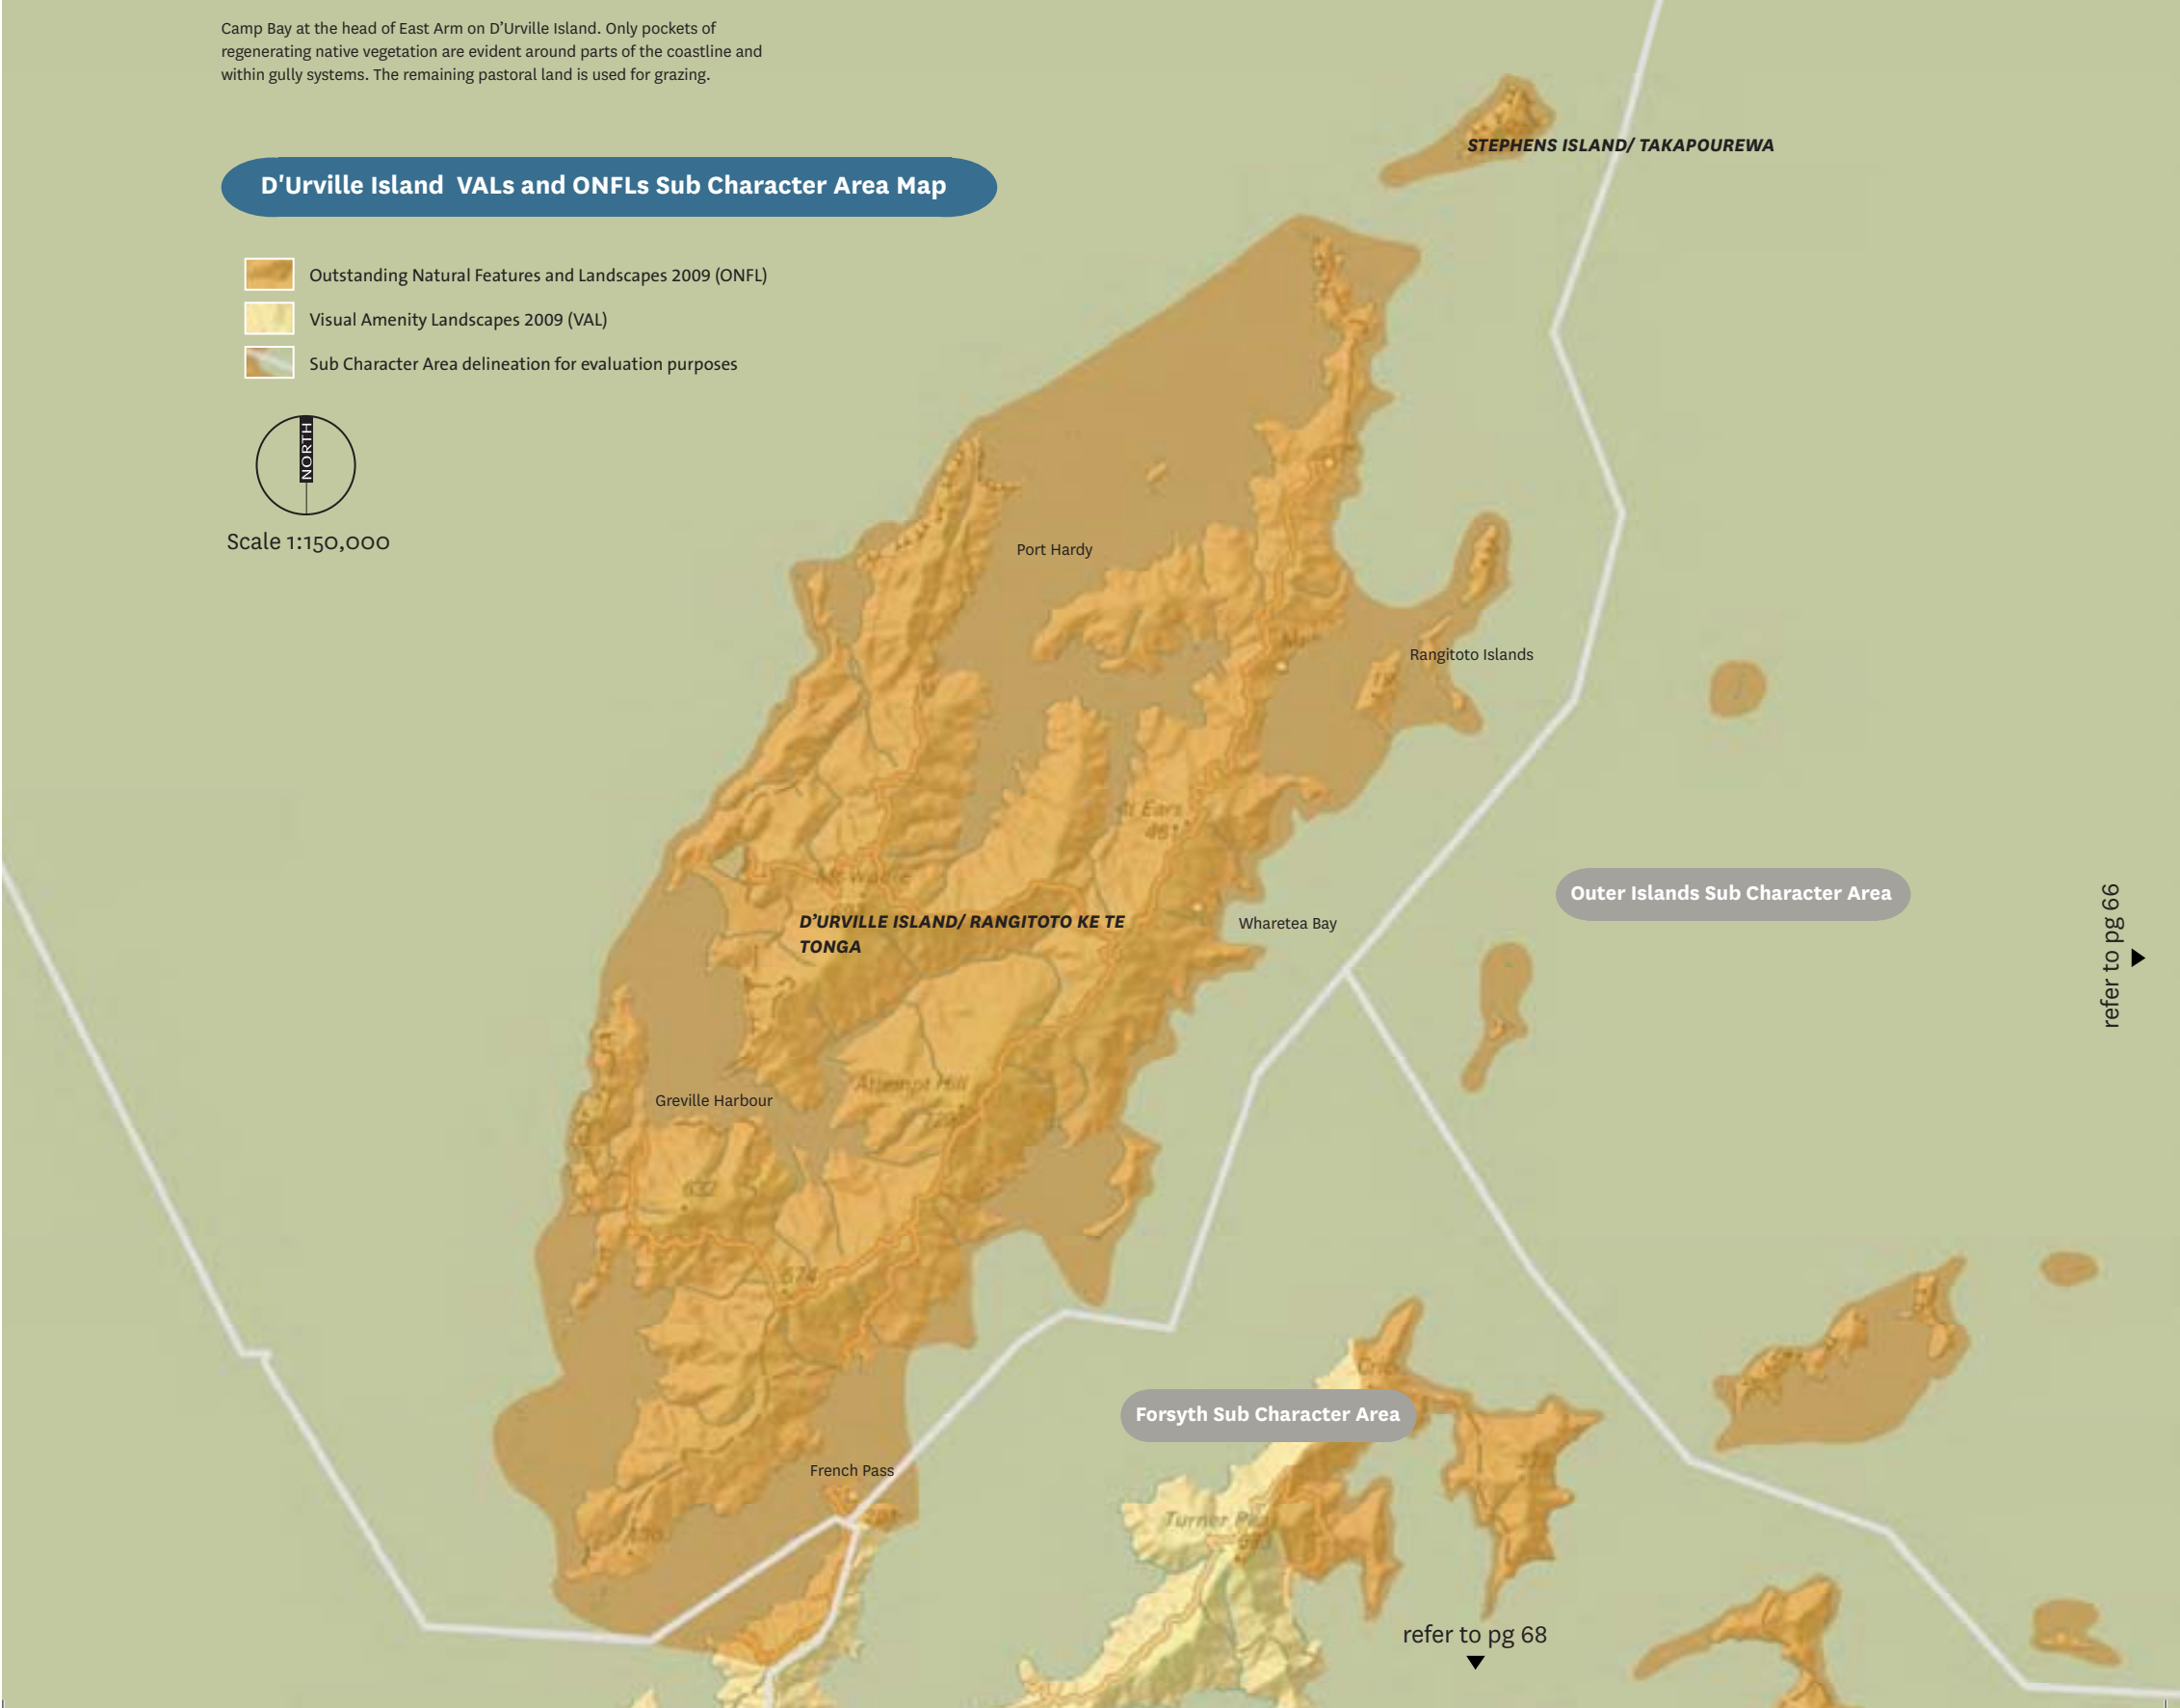 Camp Bay at the head of East Arm on D’Urville Island. Only pockets of
regenerating native vegetation are evident around parts of the coastline and
within gully systems. The remaining pastoral land is used for grazing.
STEPHENS ISLAND/ TAKAPOUREWA
D'Urville Island VALs and ONFLs Sub Character Area Map
Outstanding Natural Features and Landscapes 2009 (ONFL)
Visual Amenity Landscapes 2009 (VAL)
Sub Character Area delineation for evaluation purposes
NORTH
Scale 1:150,000
Port Hardy
Rangitoto Islands
Outer Islands Sub Character Area
refer to pg 66
D’URVILLE ISLAND/ RANGITOTO KE TE
TONGA
Wharetea Bay
Attempt Hill
Greville Harbour
637
574
Forsyth Sub Character Area
French Pass
Turner
refer to pg 68